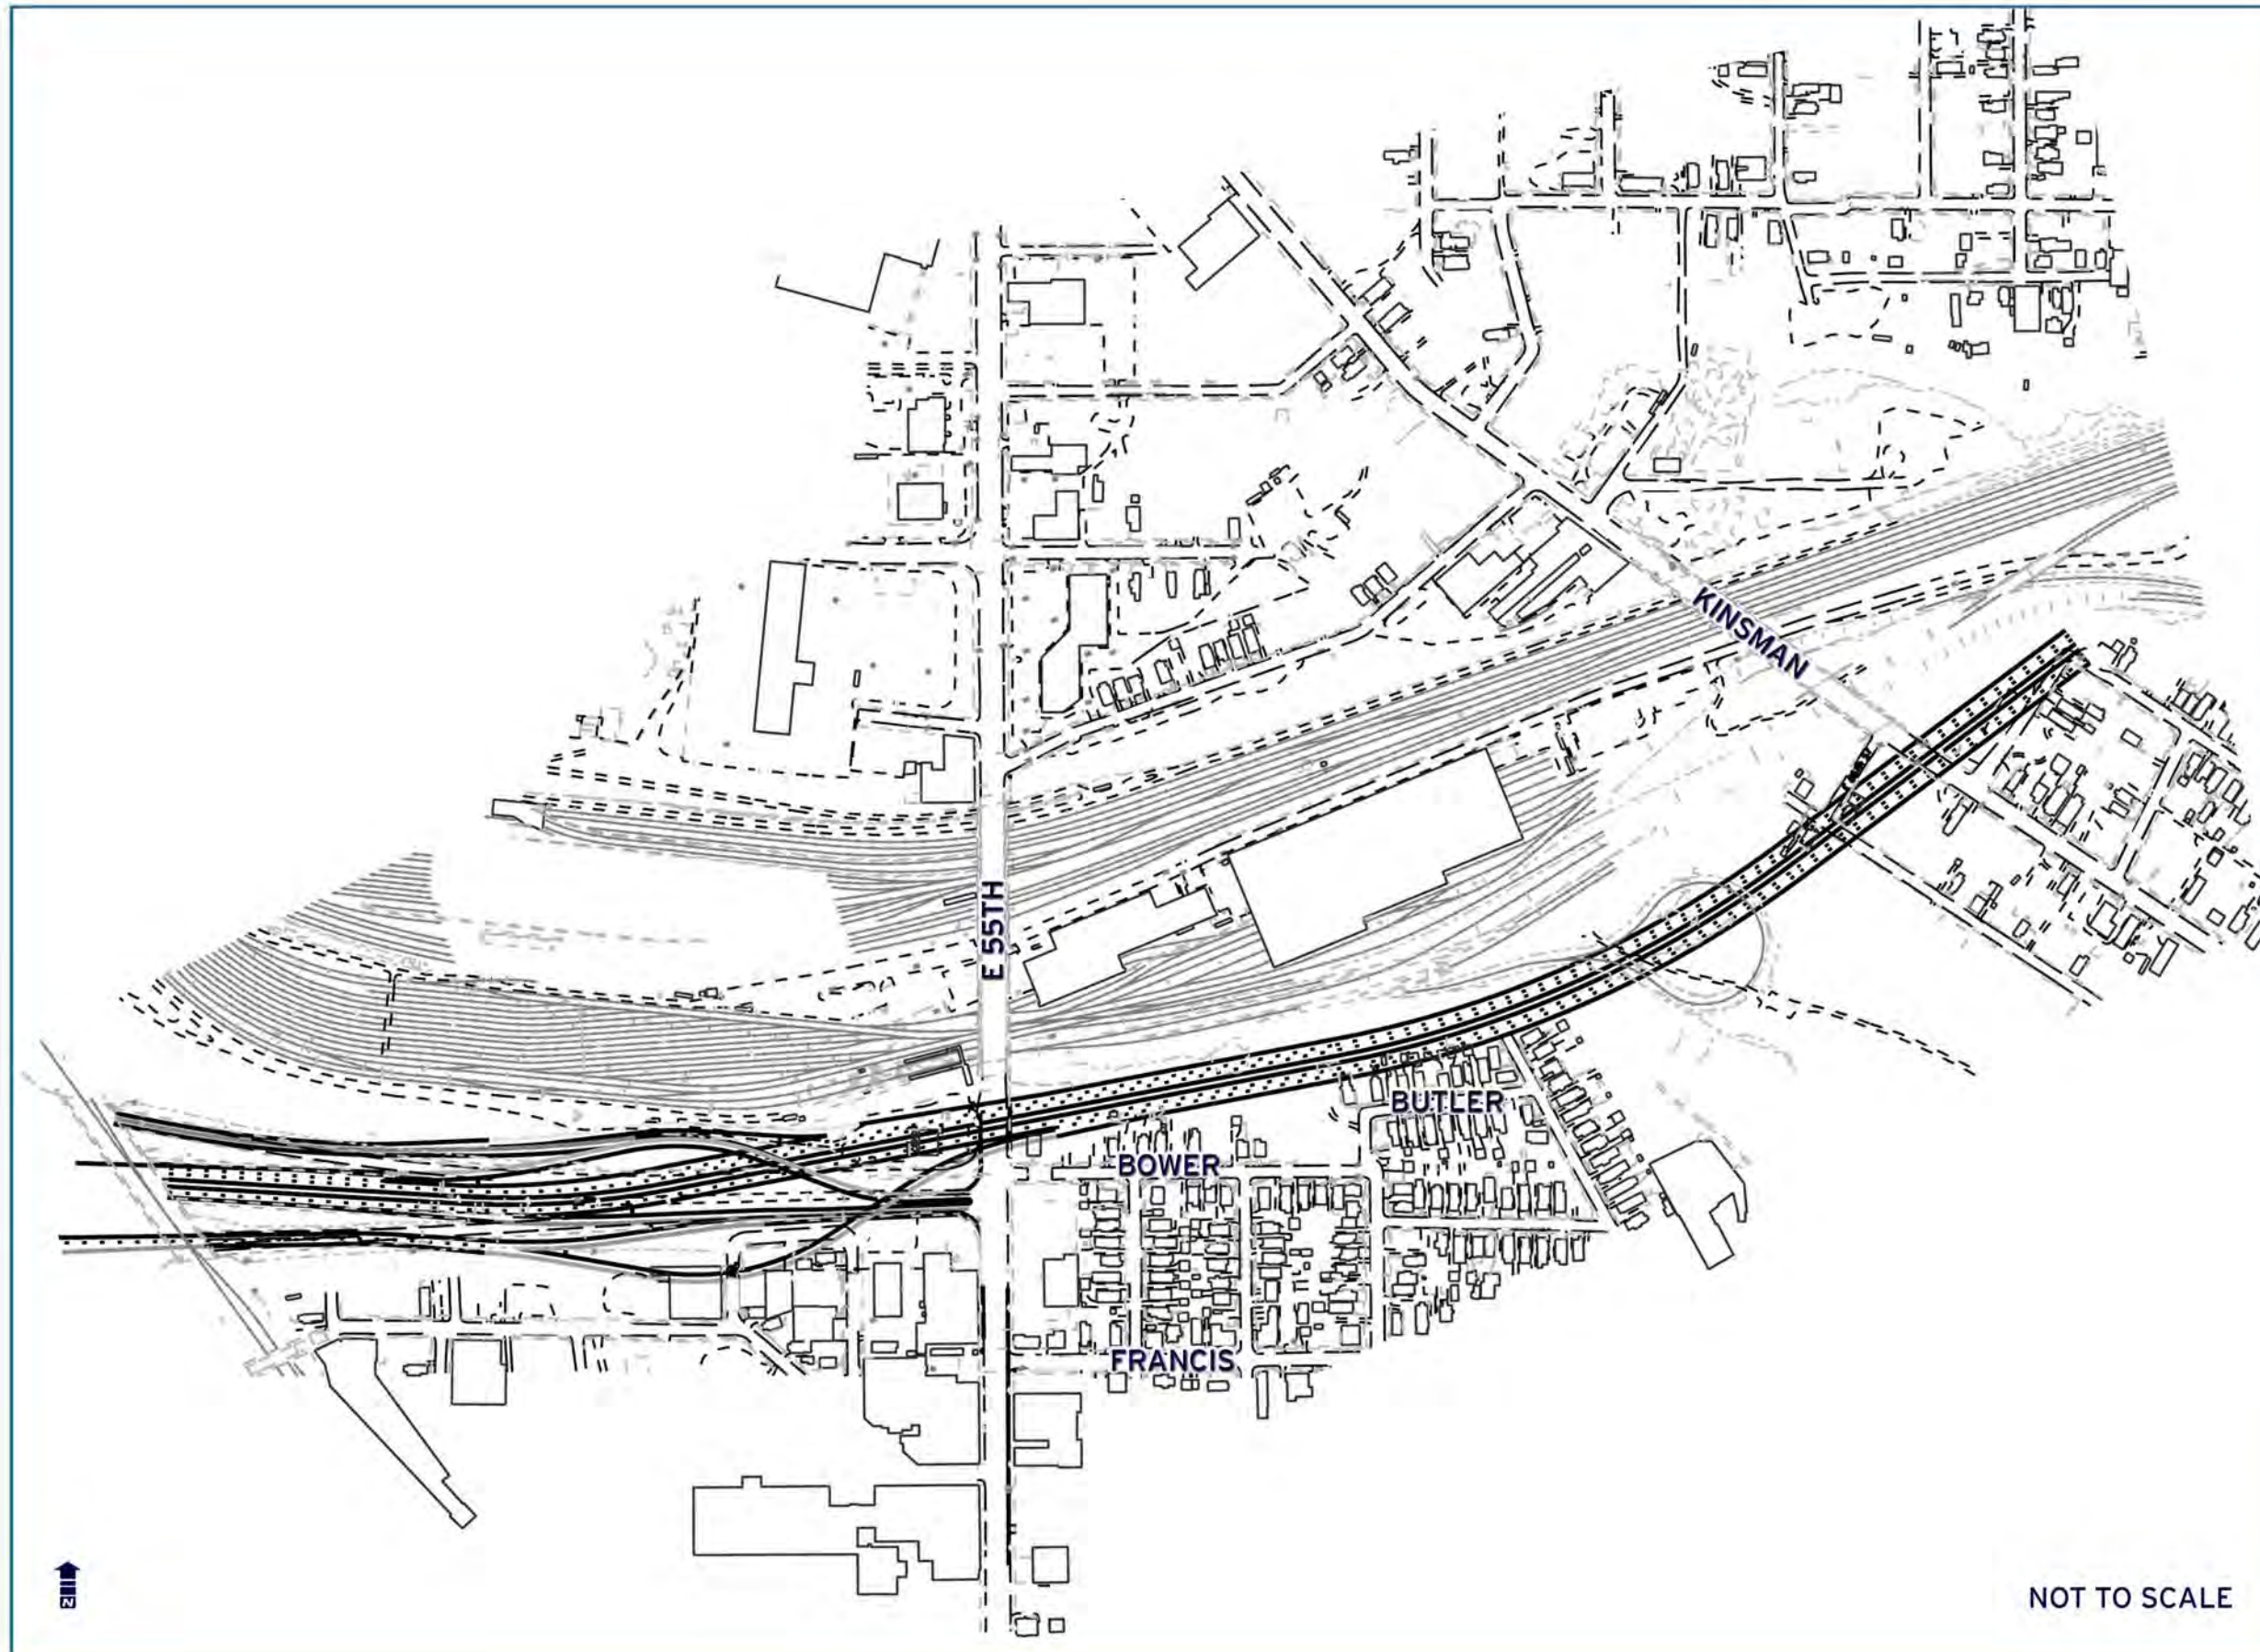 KINSMAN
E 55TH
BUTLER
BOWER
FRANCIS
N
NOT TO SCALE